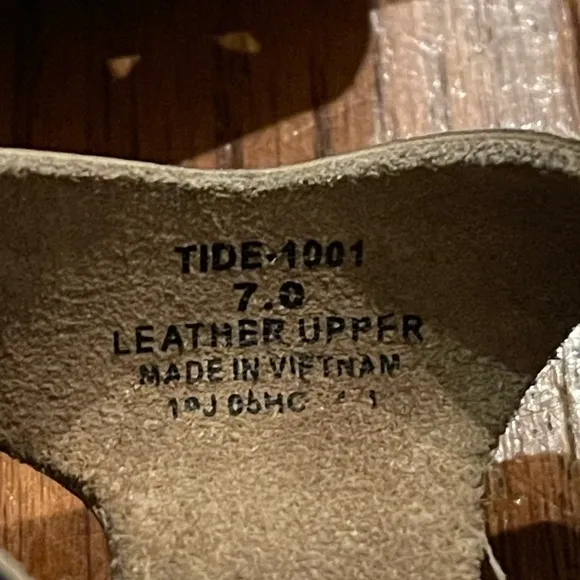 TIDE-1001
7.0
LEATHER UPPER
MADE IN VIETNAM